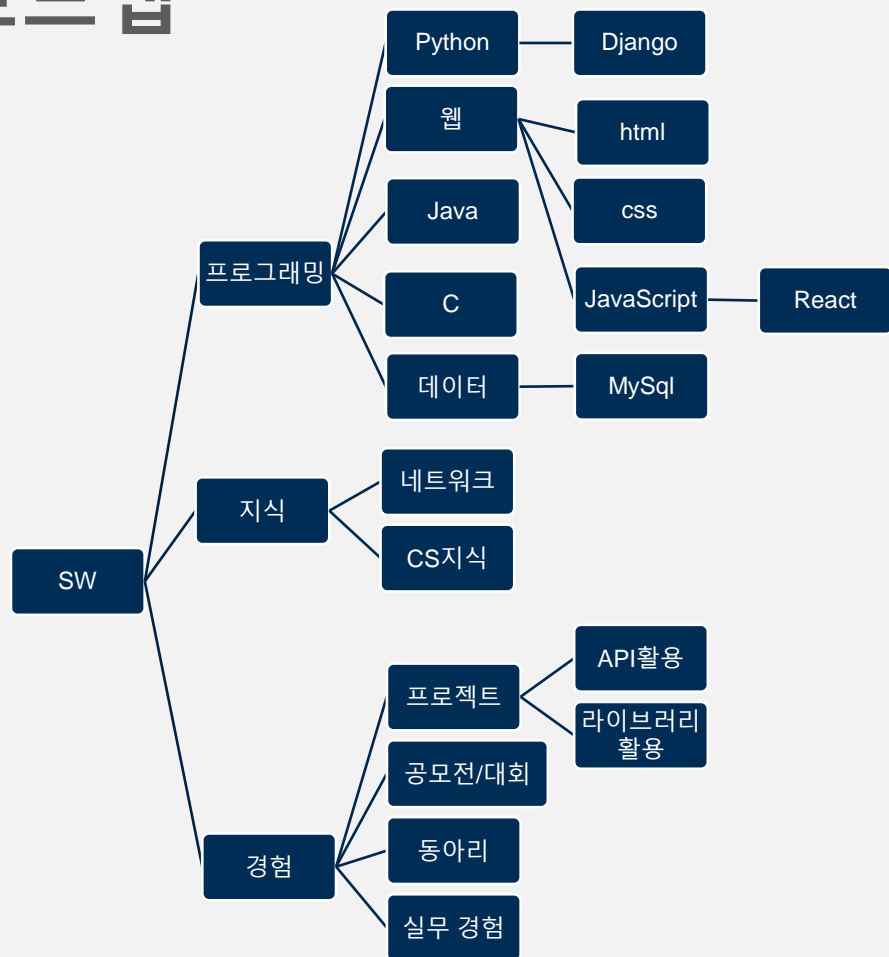 Python
Django
웹
html
Java
css
프로그래밍
C
JavaScript
React
데이터
MySql
네트워크
지식
CS지식
SW
프로젝트
API활용
라이브러리
활용
공모전/대회
동아리
경험
실무 경험